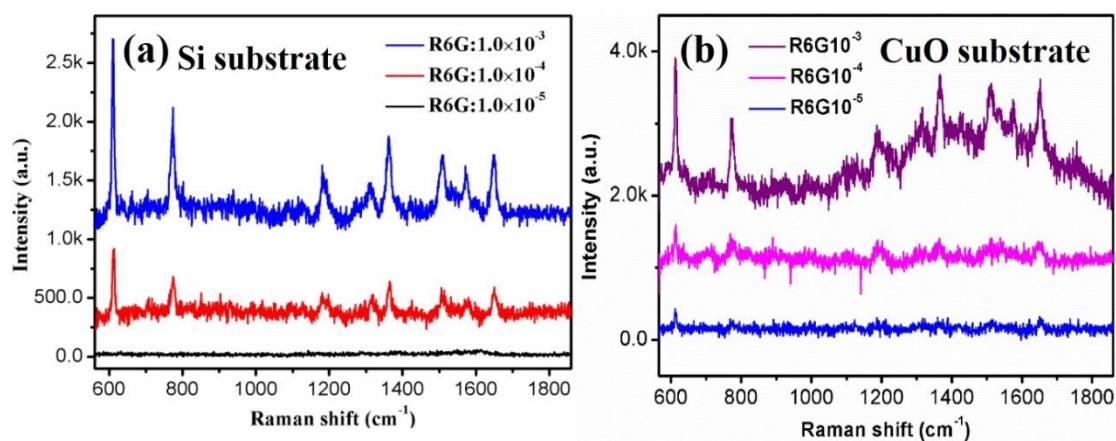 (a) Si substrate
R6G:1.0×10⁻³
R6G:1.0×10⁻⁴
R6G:1.0×10⁻⁵
2.5k
2.0k
1.5k
1.0k
500.0
0.0
Intensity (a.u.)
600 800 1000 1200 1400 1600 1800
Raman shift (cm⁻¹)
(b) CuO substrate
R6G10⁻³
R6G10⁻⁴
R6G10⁻⁵
4.0k
2.0k
0.0
Intensity (a.u.)
600 800 1000 1200 1400 1600 1800
Raman shift (cm⁻¹)